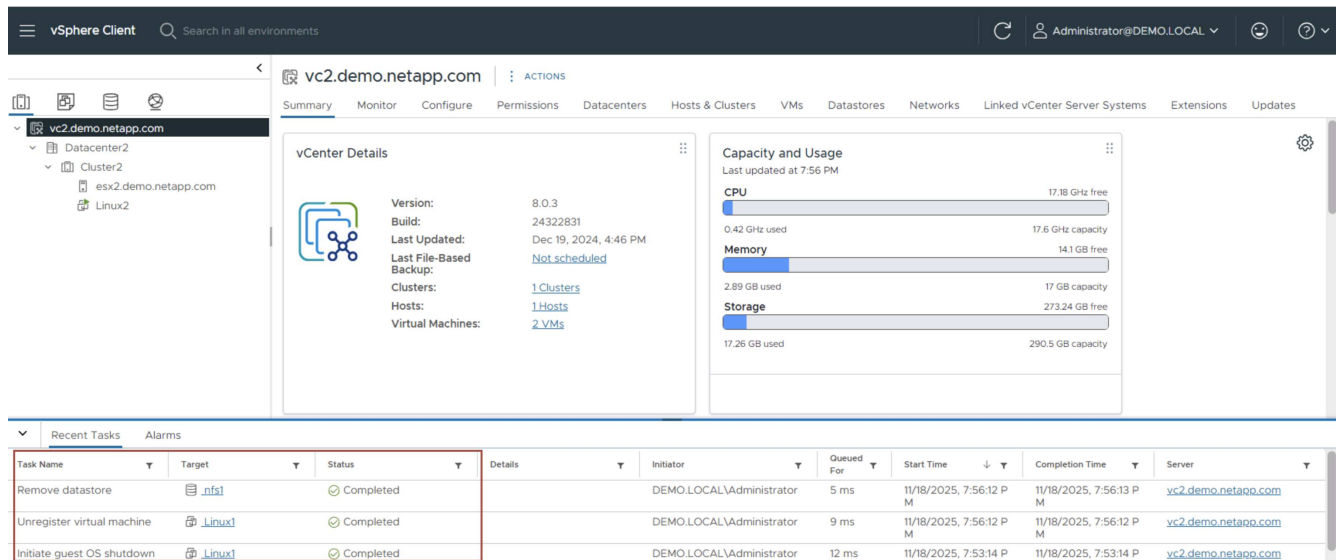 vSphere Client
Search in all environments
Administrator@DEMO.LOCAL
vc2.demo.netapp.com
ACTIONS
Summary Monitor Configure Permissions Datacenters Hosts & Clusters VMs Datastores Networks Linked vCenter Server Systems Extensions Updates
vc2.demo.netapp.com
Datacenter2
Cluster2
esx2.demo.netapp.com
Linux2
vCenter Details
Version: 8.0.3
Build: 24322831
Last Updated: Dec 19, 2024, 4:46 PM
Last File-Based Not scheduled
Backup:
Clusters: 1 Clusters
Hosts: 1 Hosts
Virtual Machines: 2 VMs
Capacity and Usage
Last updated at 7:56 PM
CPU 17.18 GHz free
0.42 GHz used 17.6 GHz capacity
Memory 14.1 GB free
2.89 GB used 17 GB capacity
Storage 273.24 GB free
17.26 GB used 290.5 GB capacity
Recent Tasks Alarms
Task Name Target Status Details Initiator Queued For Start Time Completion Time Server
Remove datastore nfs1 Completed DEMO.LOCAL\Administrator 5 ms 11/18/2025, 7:56:12 P 11/18/2025, 7:56:13 P vc2.demo.netapp.com
M M
Unregister virtual machine Linux1 Completed DEMO.LOCAL\Administrator 9 ms 11/18/2025, 7:56:12 P 11/18/2025, 7:56:12 P vc2.demo.netapp.com
M M
Initiate guest OS shutdown Linux1 Completed DEMO.LOCAL\Administrator 12 ms 11/18/2025, 7:53:14 P 11/18/2025, 7:53:14 P vc2.demo.netapp.com